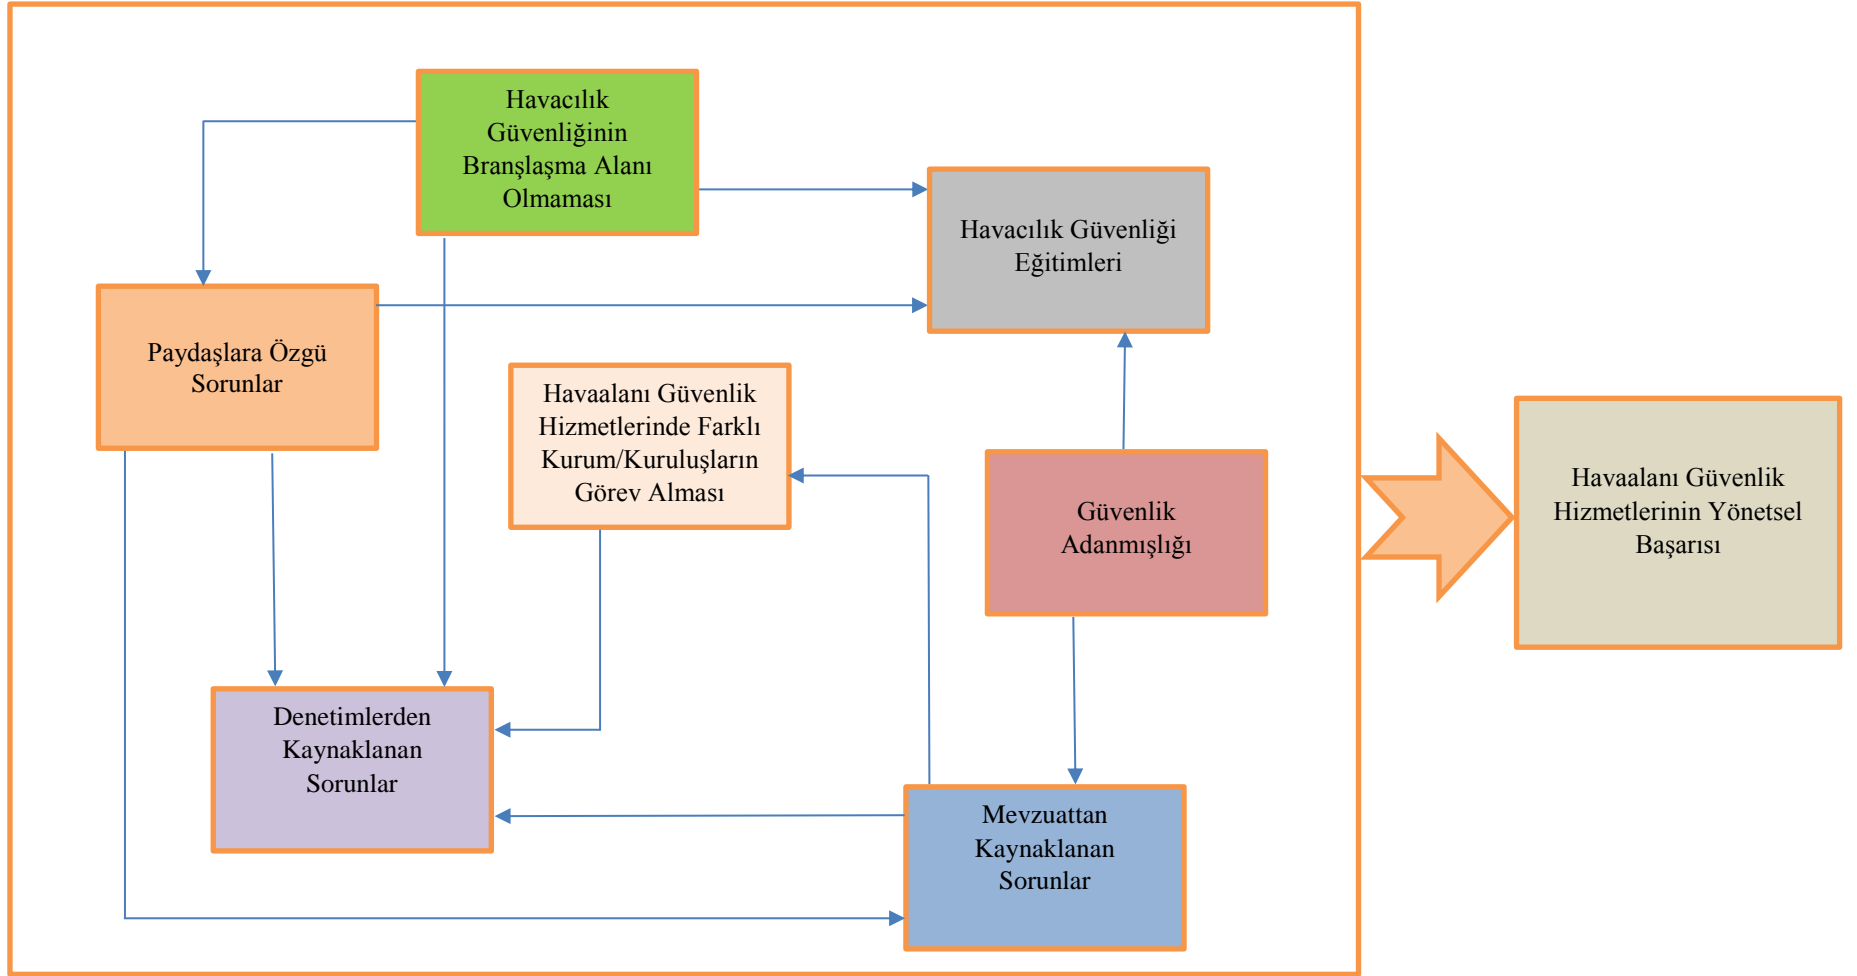 Havacılık
Güvenliğinin
Branşlaşma Alanı
Olmaması
Havacılık Güvenliği
Eğitimleri
Paydaşlara Özgü
Sorunlar
Havaalanı Güvenlik
Hizmetlerinde Farklı
Kurum/Kuruluşların
Görev Alması
Güvenlik
Adanmışlığı
Havaalanı Güvenlik
Hizmetlerinin Yönetsel
Başarısı
Denetimlerden
Kaynaklanan
Sorunlar
Mevzuattan
Kaynaklanan
Sorunlar